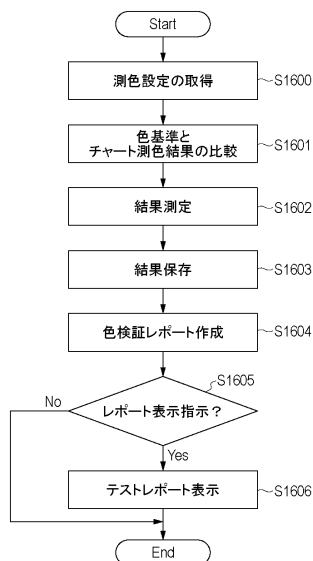 Start
測色設定の取得
S1600
色基準と
チャート測色結果の比較
S1601
結果測定
S1602
結果保存
S1603
色検証レポート作成
S1604
S1605
レポート表示指示？
No
Yes
テストレポート表示
S1606
End